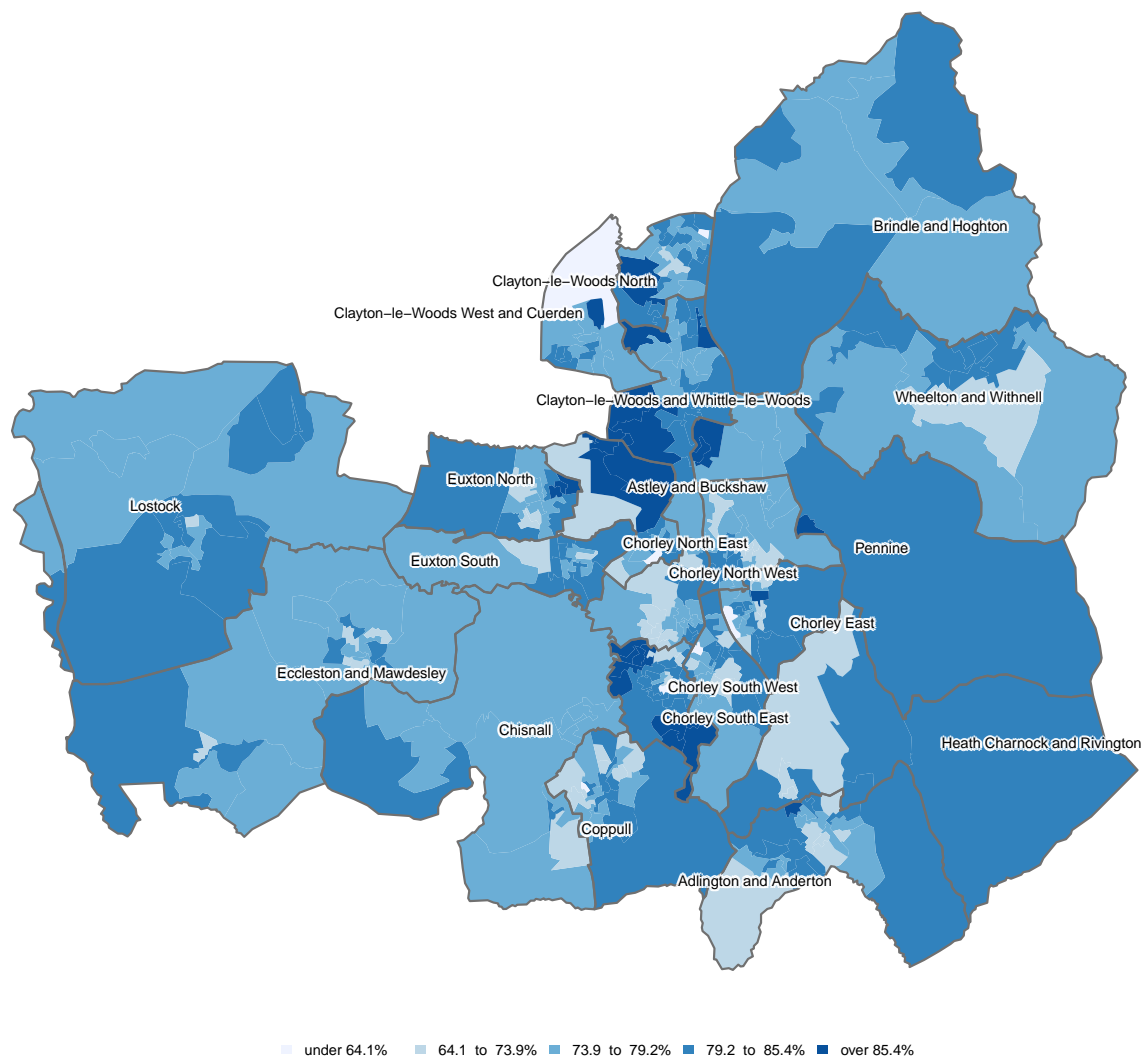 Brindle and Hoghton
Clayton–le–Woods North
Clayton–le–Woods West and Cuerden
Clayton–le–Woods and Whittle–le–Woods
Wheelton and Withnell
Euxton North
Astley and Buckshaw
Lostock
Chorley North East
Pennine
Euxton South
Chorley North West
Chorley East
Eccleston and Mawdesley
Chorley South West
Chorley South East
Chisnall
Heath Charnock and Rivington
Coppull
Adlington and Anderton
under 64.1% 64.1 to 73.9% 73.9 to 79.2% 79.2 to 85.4% over 85.4%